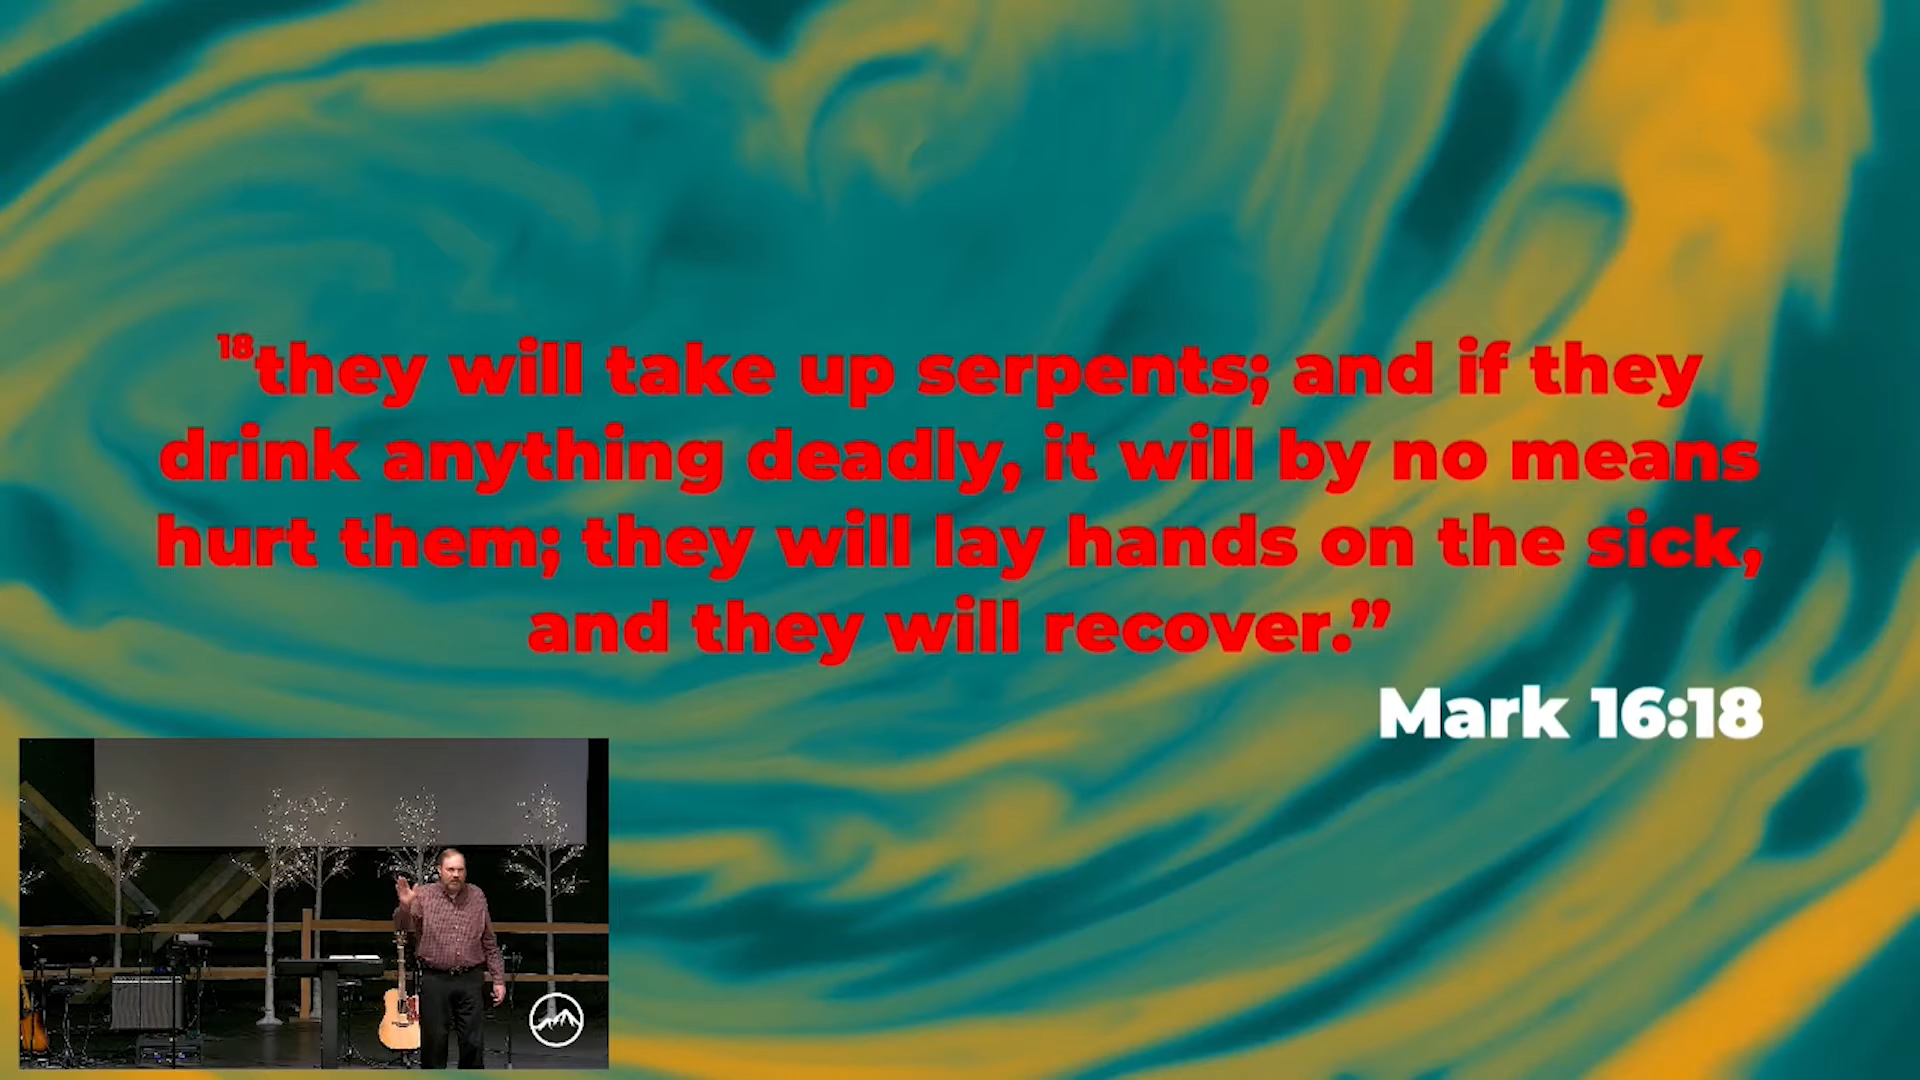 18they will take up serpents; and if they
drink anything deadly, it will by no means
hurt them; they will lay hands on the sick,
and they will recover.”
Mark 16:18